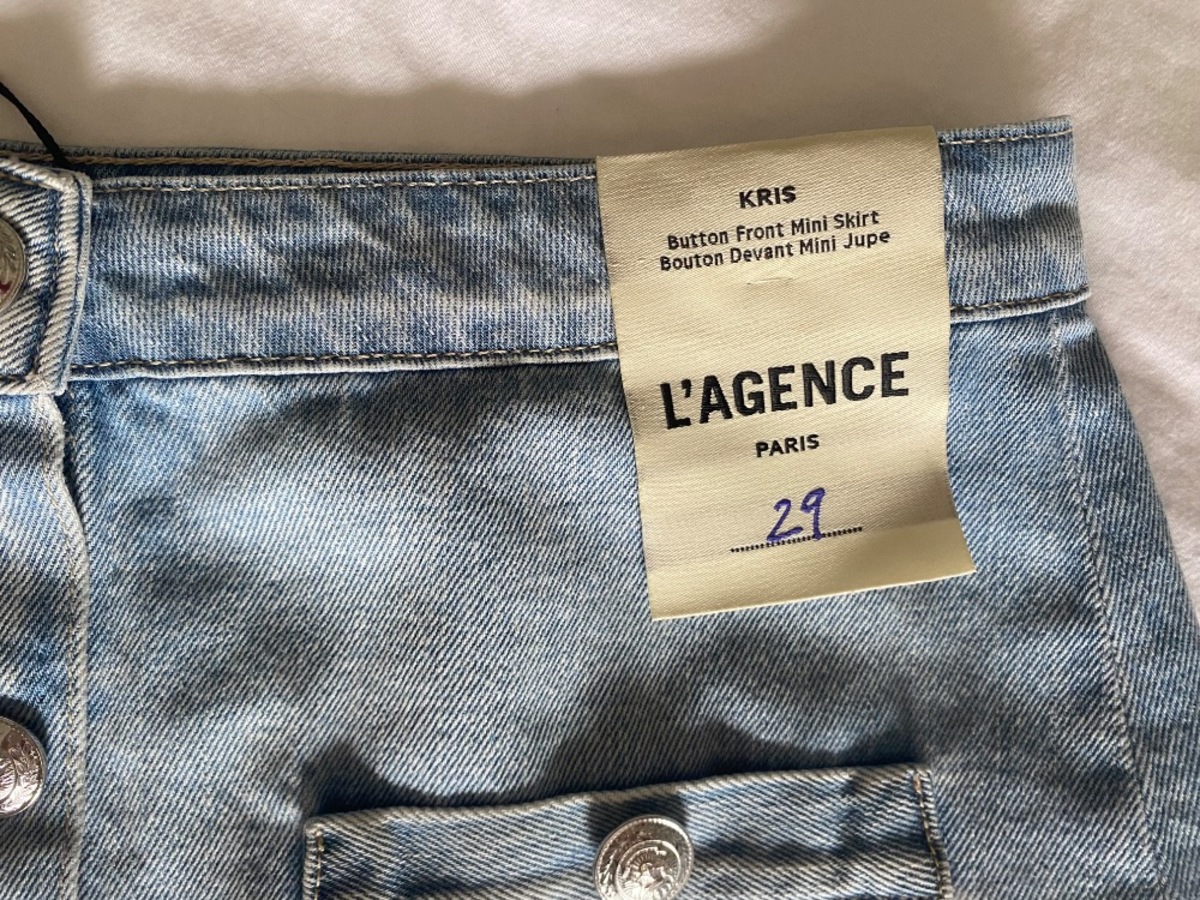 KRIS
Button Front Mini Skirt
Bouton Devant Mini Jupe
L'AGENCE
PARIS
29